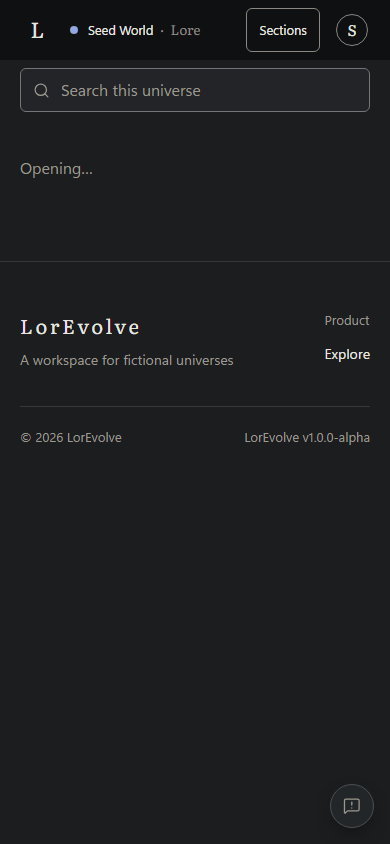 L
Seed World · Lore
Sections
S
Search this universe
Opening...
LorEvolve
A workspace for fictional universes
Product
Explore
© 2026 LorEvolve
LorEvolve v1.0.0-alpha